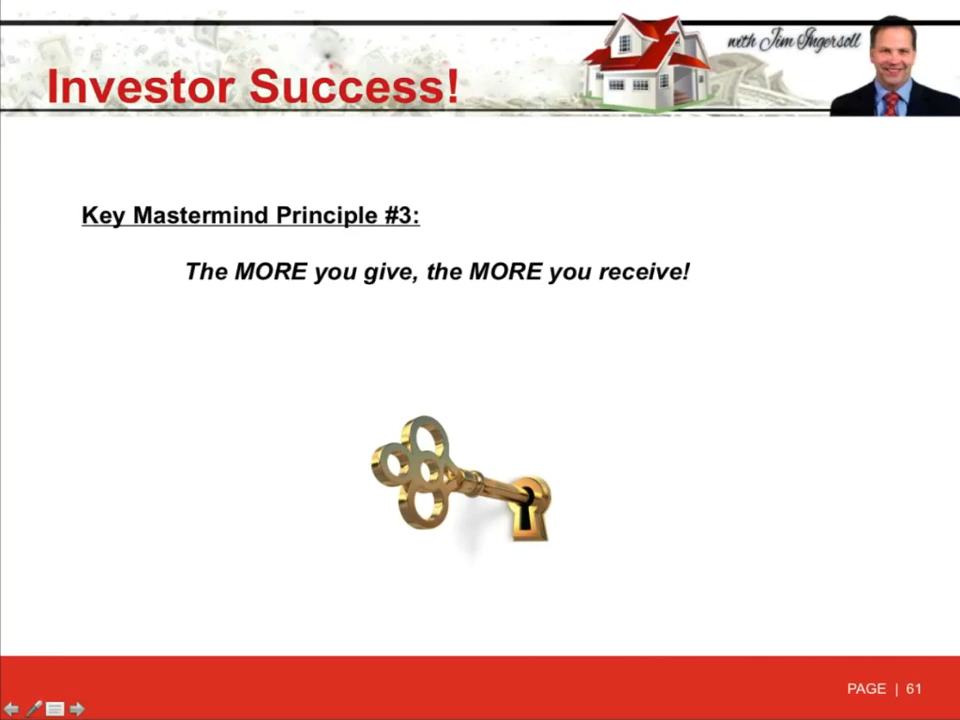 with Jim Ingersoll
Investor Success!
Key Mastermind Principle #3:
The MORE you give, the MORE you receive!
PAGE | 61